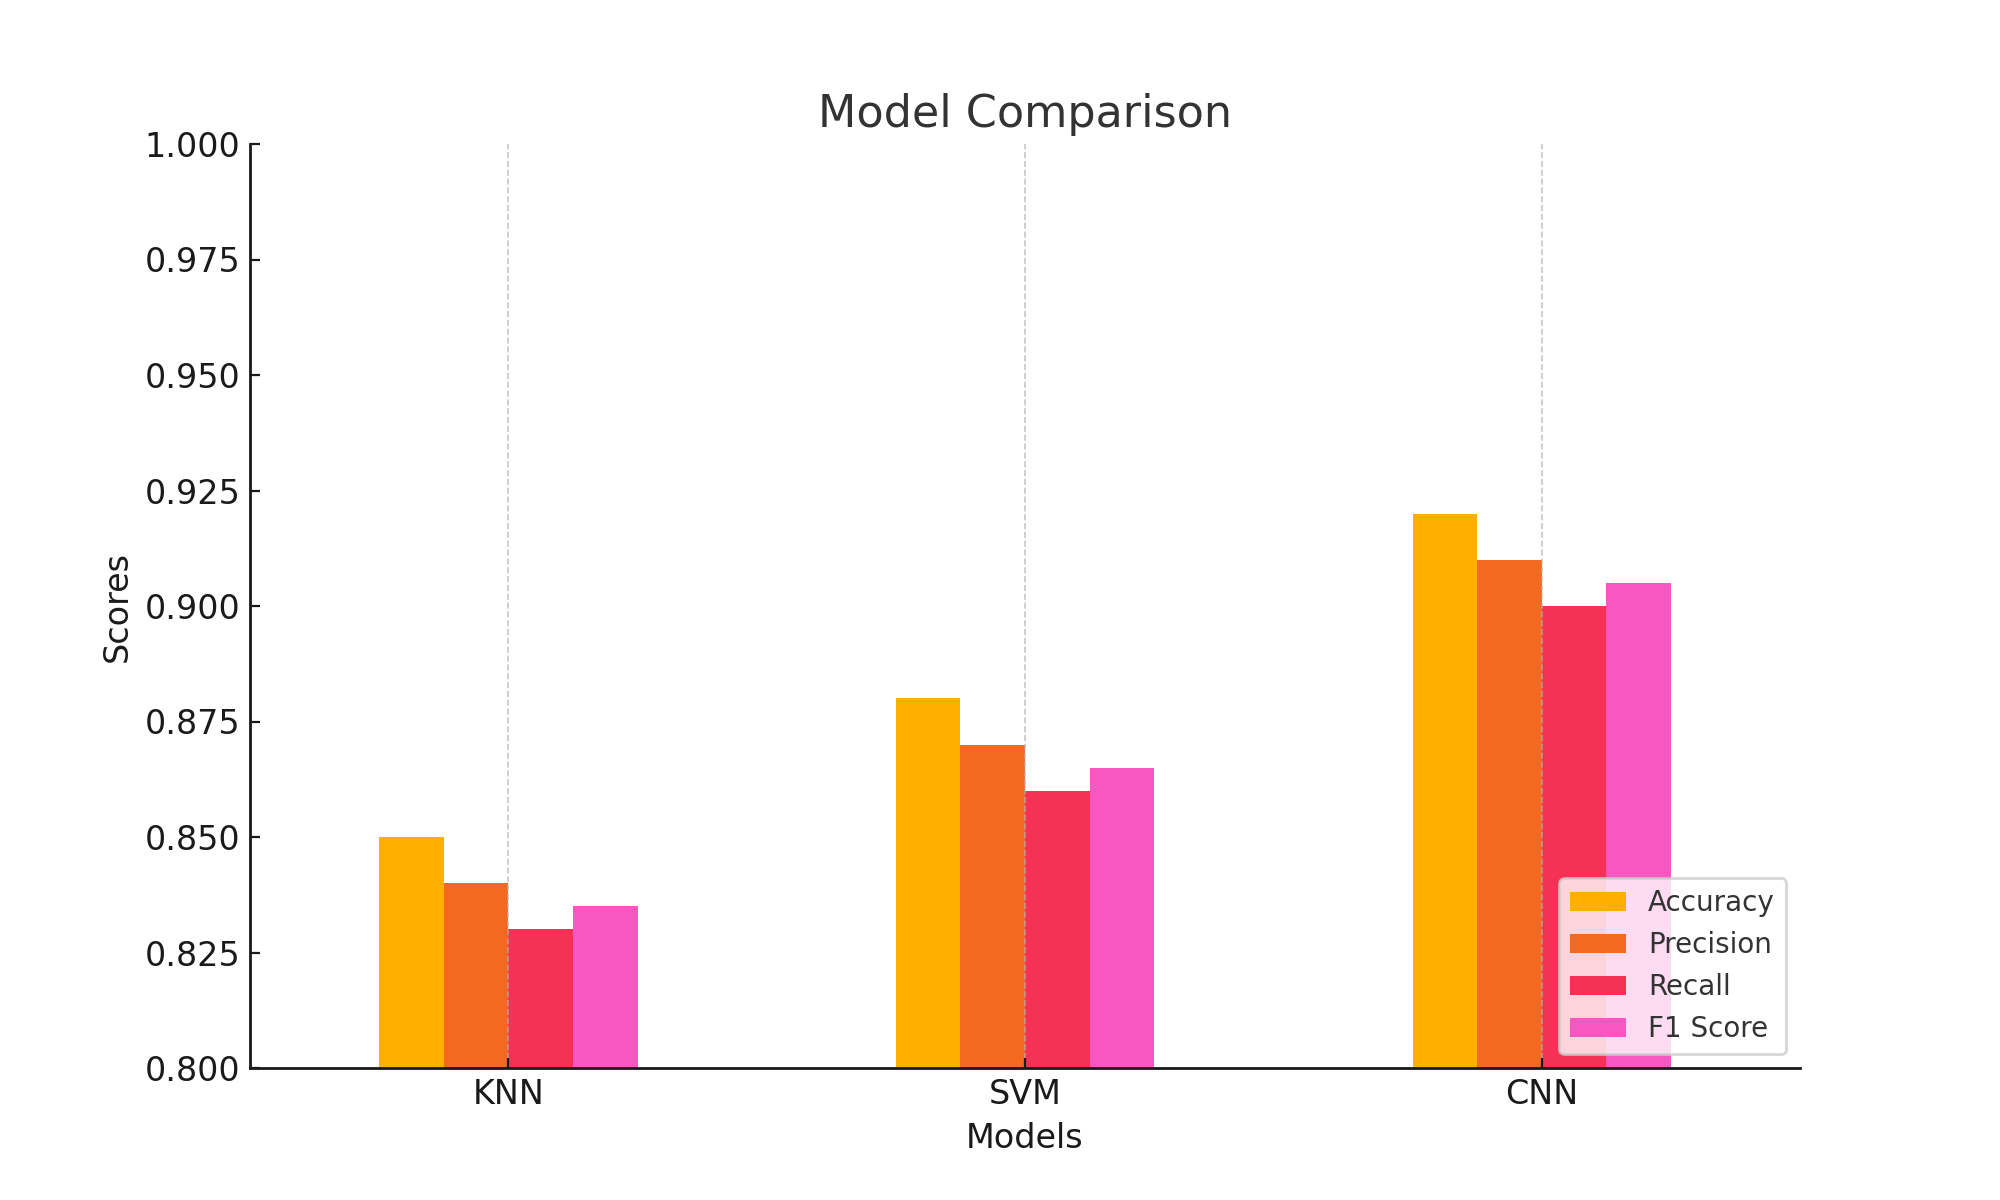 Model Comparison
1.000
0.975
0.950
0.925
0.900
0.875
0.850
0.825
0.800
Scores
KNN
SVM
CNN
Models
Accuracy
Precision
Recall
F1 Score